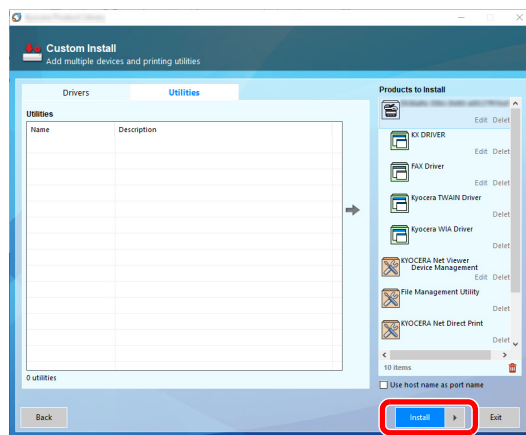 Custom Install
Add multiple devices and printing utilities
Drivers
Utilities
Products to Install
Utilities
Name
Description
Edit Delet
KX DRIVER
Edit Delet
FAX Driver
Edit Delet
Kyocera TWAIN Driver
Delet
Kyocera WIA Driver
Delet
KYOCERA Net Viewer
Device Management
Edit Delet
File Management Utility
Delet
KYOCERA Net Direct Print
Delet
10 items
0 utilities
Use host name as port name
Back
Install
Exit